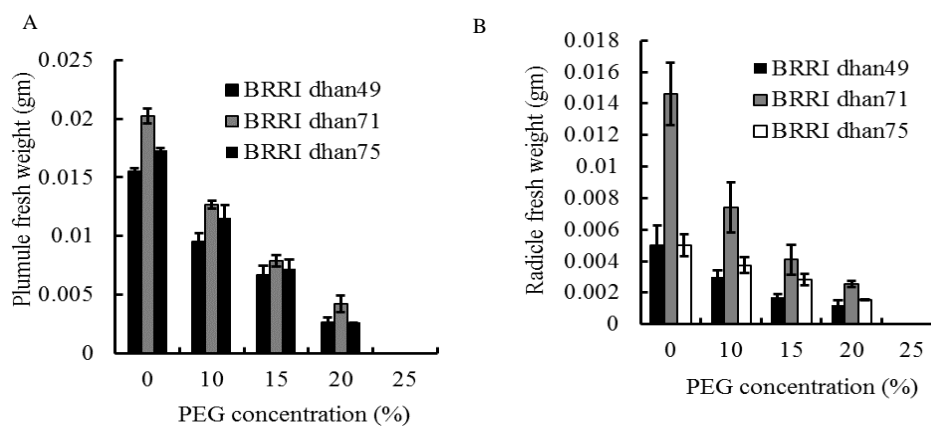 A
Plumule fresh weight (gm)
0.025
0.02
0.015
0.01
0.005
0
BRRI dhan49
BRRI dhan71
BRRI dhan75
0 10 15 20 25
PEG concentration (%)
B
Radicle fresh weight (gm)
0.018
0.016
0.014
0.012
0.01
0.008
0.006
0.004
0.002
0
BRRI dhan49
BRRI dhan71
BRRI dhan75
0 10 15 20 25
PEG concentration (%)